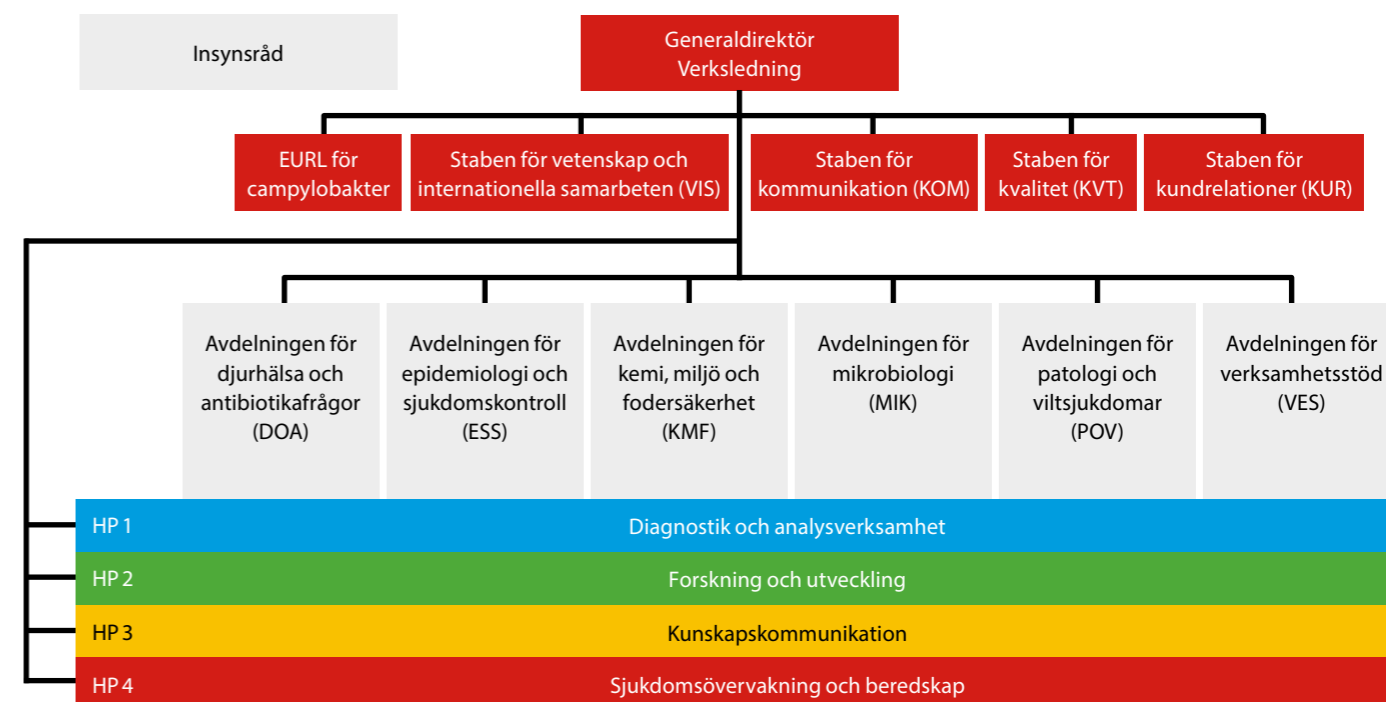 Insynsråd
Generaldirektör
Verksledning
EURL för
campylobakter
Staben för vetenskap och
internationella samarbeten (VIS)
Staben för
kommunikation (KOM)
Staben för
kvalitet (KVT)
Staben för
kundrelationer (KUR)
Avdelningen för
djurhälsa och
antibiotikafrågor
(DOA)
Avdelningen för
epidemiologi och
sjukdomskontroll
(ESS)
Avdelningen för
kemi, miljö och
fodersäkerhet
(KMF)
Avdelningen för
mikrobiologi
(MIK)
Avdelningen för
patologi och
viltsjukdomar
(POV)
Avdelningen för
verksamhetsstöd
(VES)
HP 1 Diagnostik och analysverksamhet
HP 2 Forskning och utveckling
HP 3 Kunskapskommunikation
HP 4 Sjukdomsövervakning och beredskap